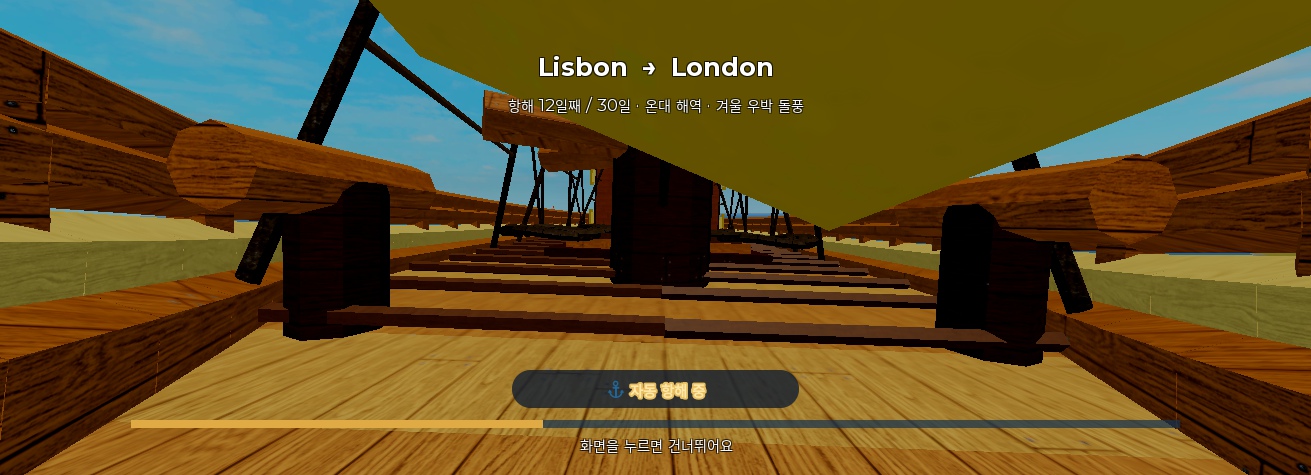 Lisbon → London
항해 12일째 / 30일 · 온대 해역 · 겨울 우박 돌풍
⚓ 자동 항해 중
화면을 누르면 건너뛰어요